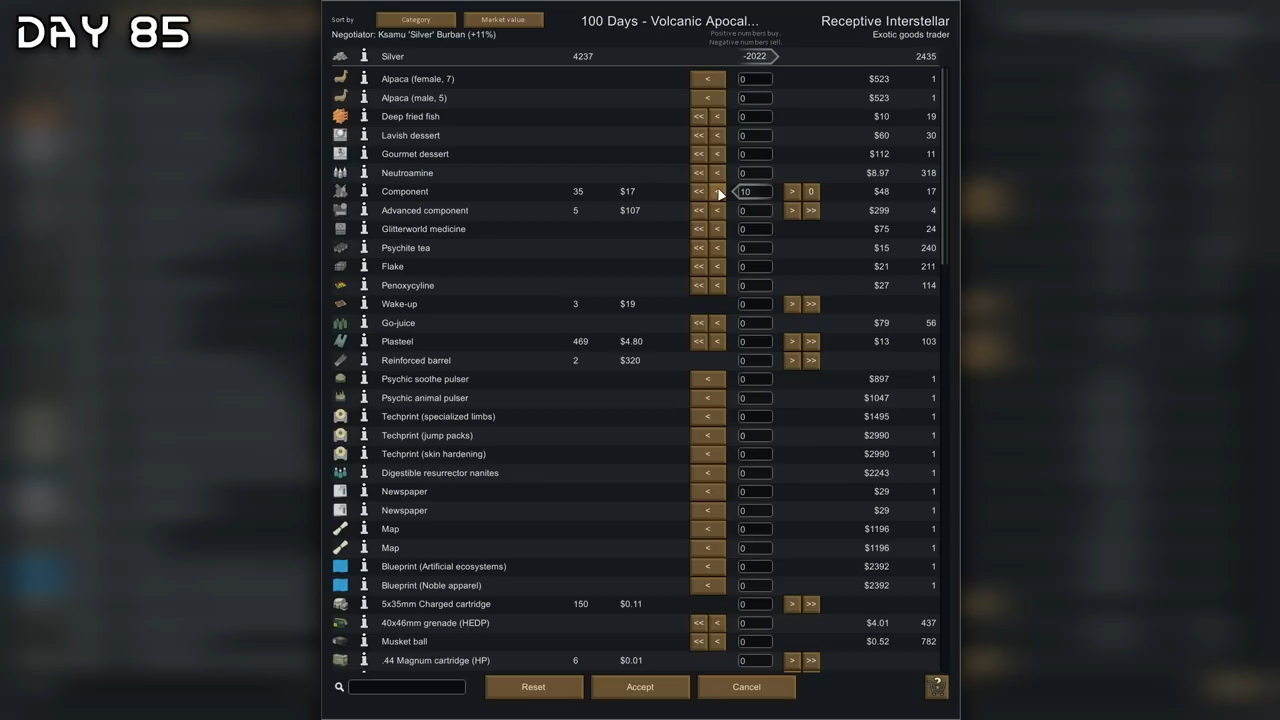 DAY 85
Sort by Category Market value 100 Days - Volcanic Apocal... Receptive Interstellar
Negotiator: Ksamu 'Silver' Burban (+11%) Positive numbers buy. Exotic goods trader
Negative numbers sell.
Silver 4237 -2022 2435
Alpaca (female, 7) < 0 $523 1
Alpaca (male, 5) < 0 $523 1
Deep fried fish << < 0 $10 19
Lavish dessert << < 0 $60 30
Gourmet dessert << < 0 $112 11
Neutroamine << < 0 $8.97 318
Component 35 $17 << 10 > 0 $48 17
Advanced component 5 $107 << < 0 > >> $299 4
Glitterworld medicine << < 0 $75 24
Psychite tea << < 0 $15 240
Flake << < 0 $21 211
Penoxycyline << < 0 $27 114
Wake-up 3 $19 0 > >>
Go-juice << < 0 $79 56
Plasteel 469 $4.80 << < 0 > >> $13 103
Reinforced barrel 2 $320 0 > >>
Psychic soothe pulser < 0 $897 1
Psychic animal pulser < 0 $1047 1
Techprint (specialized limbs) < 0 $1495 1
Techprint (jump packs) < 0 $2990 1
Techprint (skin hardening) < 0 $2990 1
Digestible resurrector nanites < 0 $2243 1
Newspaper < 0 $29 1
Newspaper < 0 $29 1
Map < 0 $1196 1
Map < 0 $1196 1
Blueprint (Artificial ecosystems) < 0 $2392 1
Blueprint (Noble apparel) < 0 $2392 1
5x35mm Charged cartridge 150 $0.11 0 > >>
40x46mm grenade (HEDP) << < 0 $4.01 437
Musket ball << < 0 $0.52 782
.44 Magnum cartridge (HP) 6 $0.01 0 > >>
Reset Accept Cancel ?